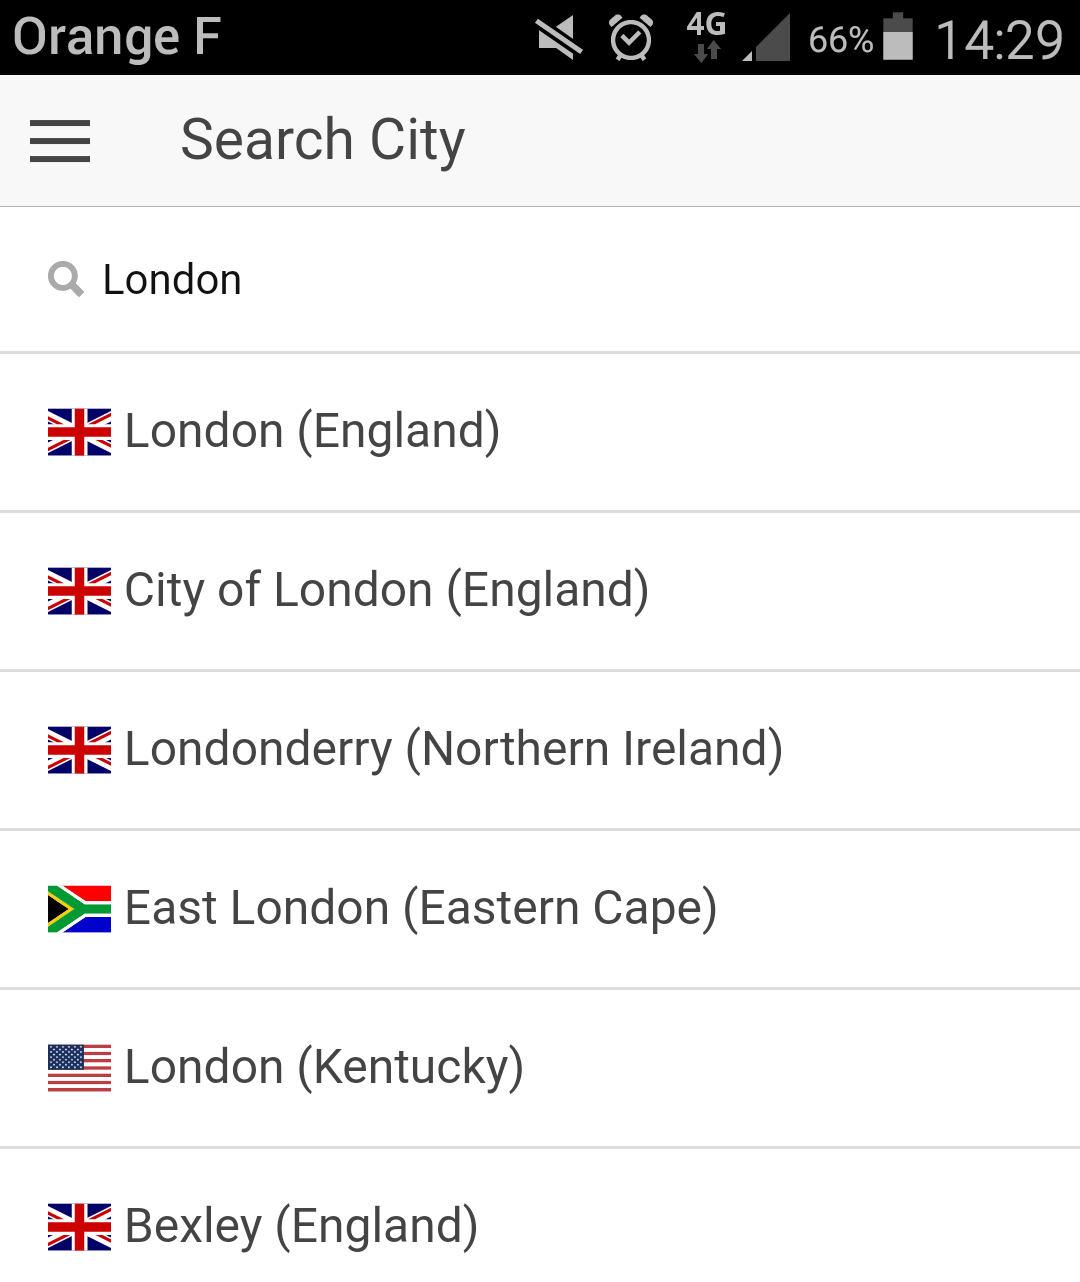 Orange F 4G 66% 14:29
Search City
London
London (England)
City of London (England)
Londonderry (Northern Ireland)
East London (Eastern Cape)
London (Kentucky)
Bexley (England)